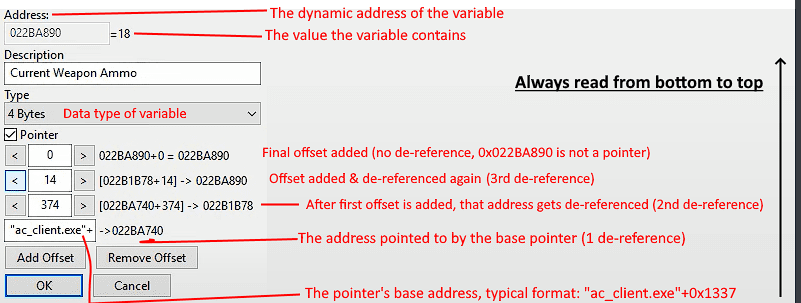 Address: The dynamic address of the variable
022BA890 =18 The value the variable contains
Description
Current Weapon Ammo
Always read from bottom to top
Type
4 Bytes Data type of variable
Pointer
< 0 > 022BA890+0 = 022BA890 Final offset added (no de-reference, 0x022BA890 is not a pointer)
< 14 > [022B1B78+14] -> 022BA890 Offset added & de-referenced again (3rd de-reference)
< 374 > [022BA740+374] -> 022B1B78 After first offset is added, that address gets de-referenced (2nd de-reference)
"ac_client.exe"+ ->022BA740 The address pointed to by the base pointer (1 de-reference)
Add Offset Remove Offset
OK Cancel The pointer's base address, typical format: "ac_client.exe"+0x1337